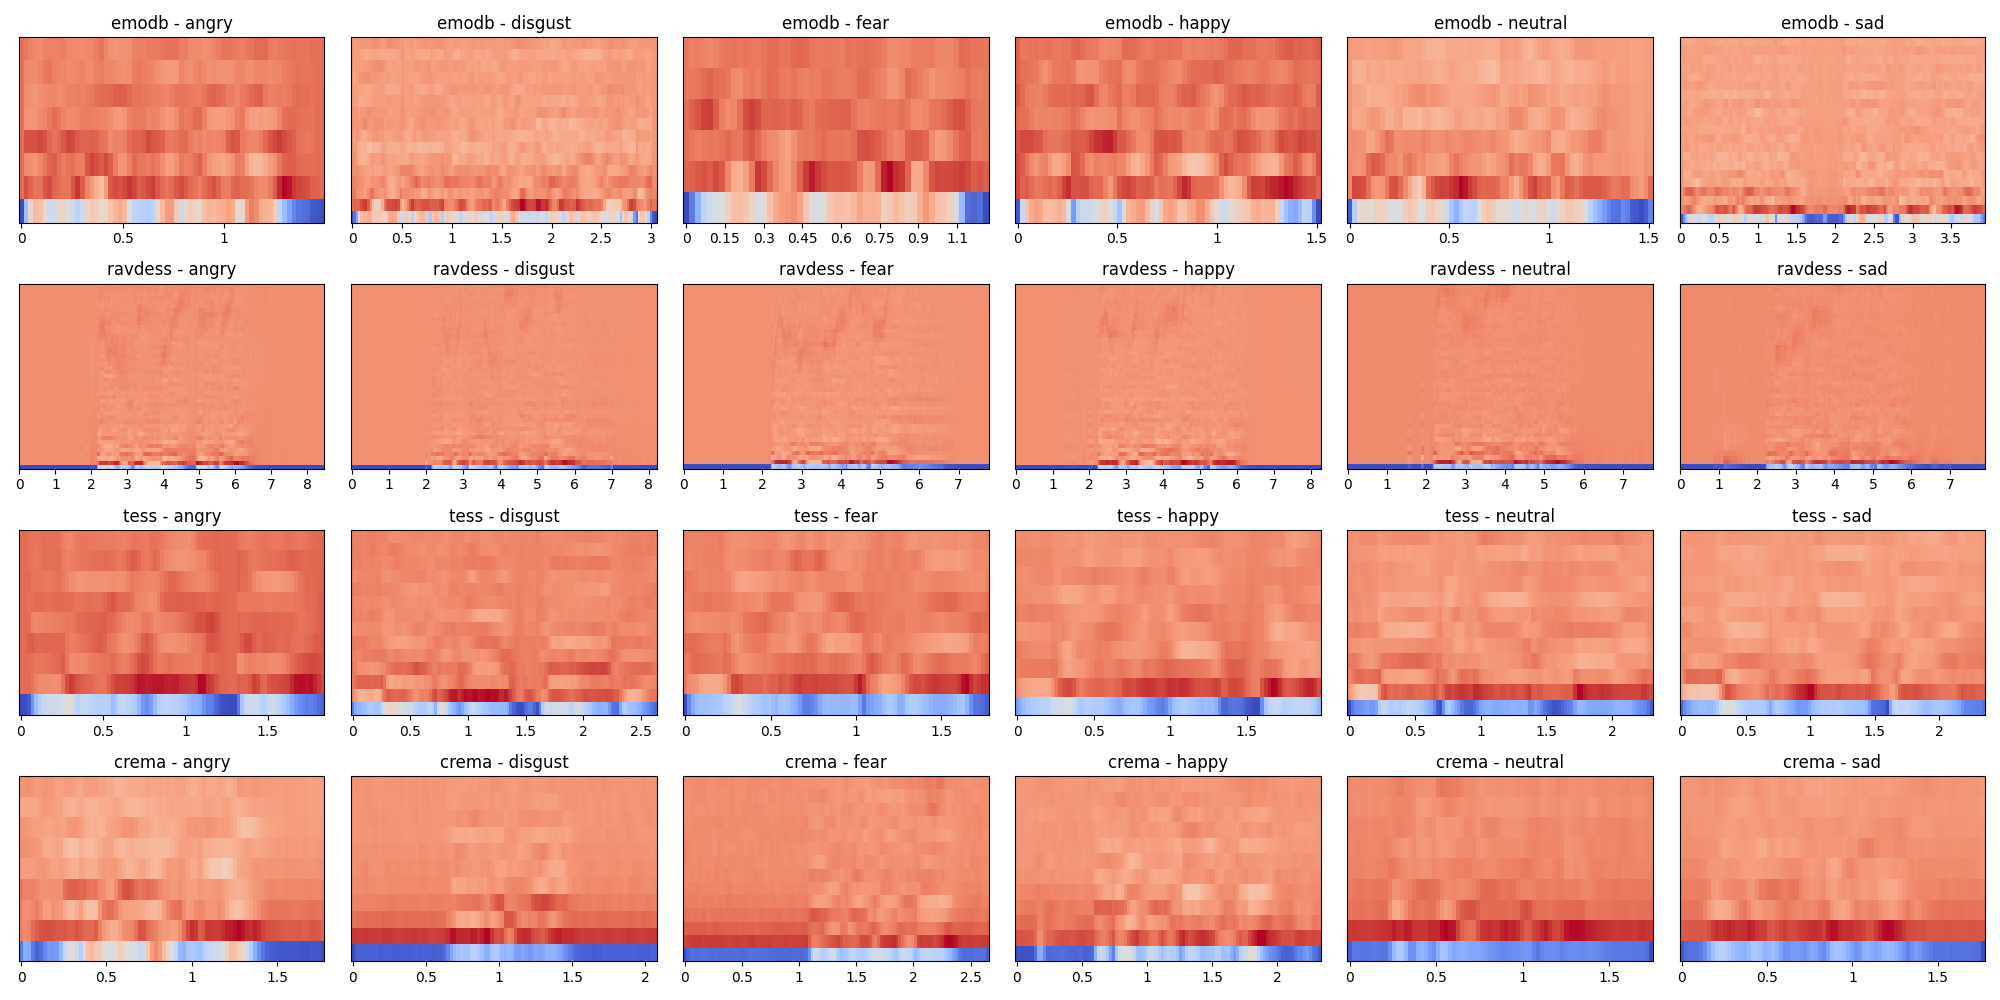 emodb - angry emodb - disgust emodb - fear emodb - happy emodb - neutral emodb - sad
0 0.5 1 0 0.5 1 1.5 2 2.5 3 0 0.15 0.3 0.45 0.6 0.75 0.9 1.1 0 0.5 1 1.5 0 0.5 1 1.5 0 0.5 1 1.5 2 2.5 3 3.5
ravdess - angry ravdess - disgust ravdess - fear ravdess - happy ravdess - neutral ravdess - sad
0 1 2 3 4 5 6 7 8 0 1 2 3 4 5 6 7 8 0 1 2 3 4 5 6 7 0 1 2 3 4 5 6 7 8 0 1 2 3 4 5 6 7 0 1 2 3 4 5 6 7
tess - angry tess - disgust tess - fear tess - happy tess - neutral tess - sad
0 0.5 1 1.5 0 0.5 1 1.5 2 2.5 0 0.5 1 1.5 0 0.5 1 1.5 0 0.5 1 1.5 2 0 0.5 1 1.5 2
crema - angry crema - disgust crema - fear crema - happy crema - neutral crema - sad
0 0.5 1 1.5 0 0.5 1 1.5 2 0 0.5 1 1.5 2 2.5 0 0.5 1 1.5 2 0 0.5 1 1.5 0 0.5 1 1.5